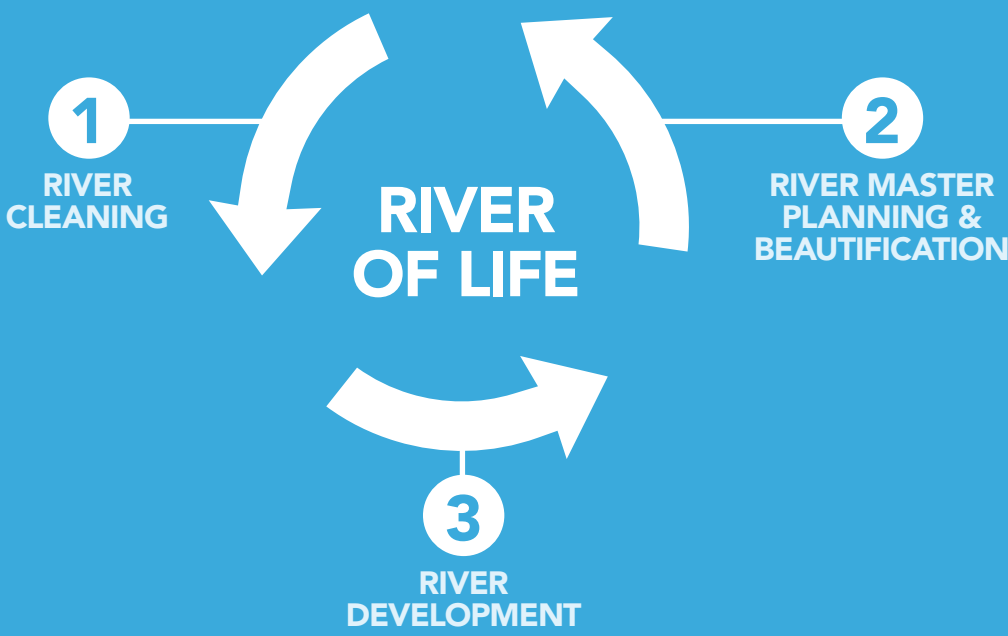 1
RIVER
CLEANING
RIVER
OF LIFE
2
RIVER MASTER
PLANNING &
BEAUTIFICATION
3
RIVER
DEVELOPMENT